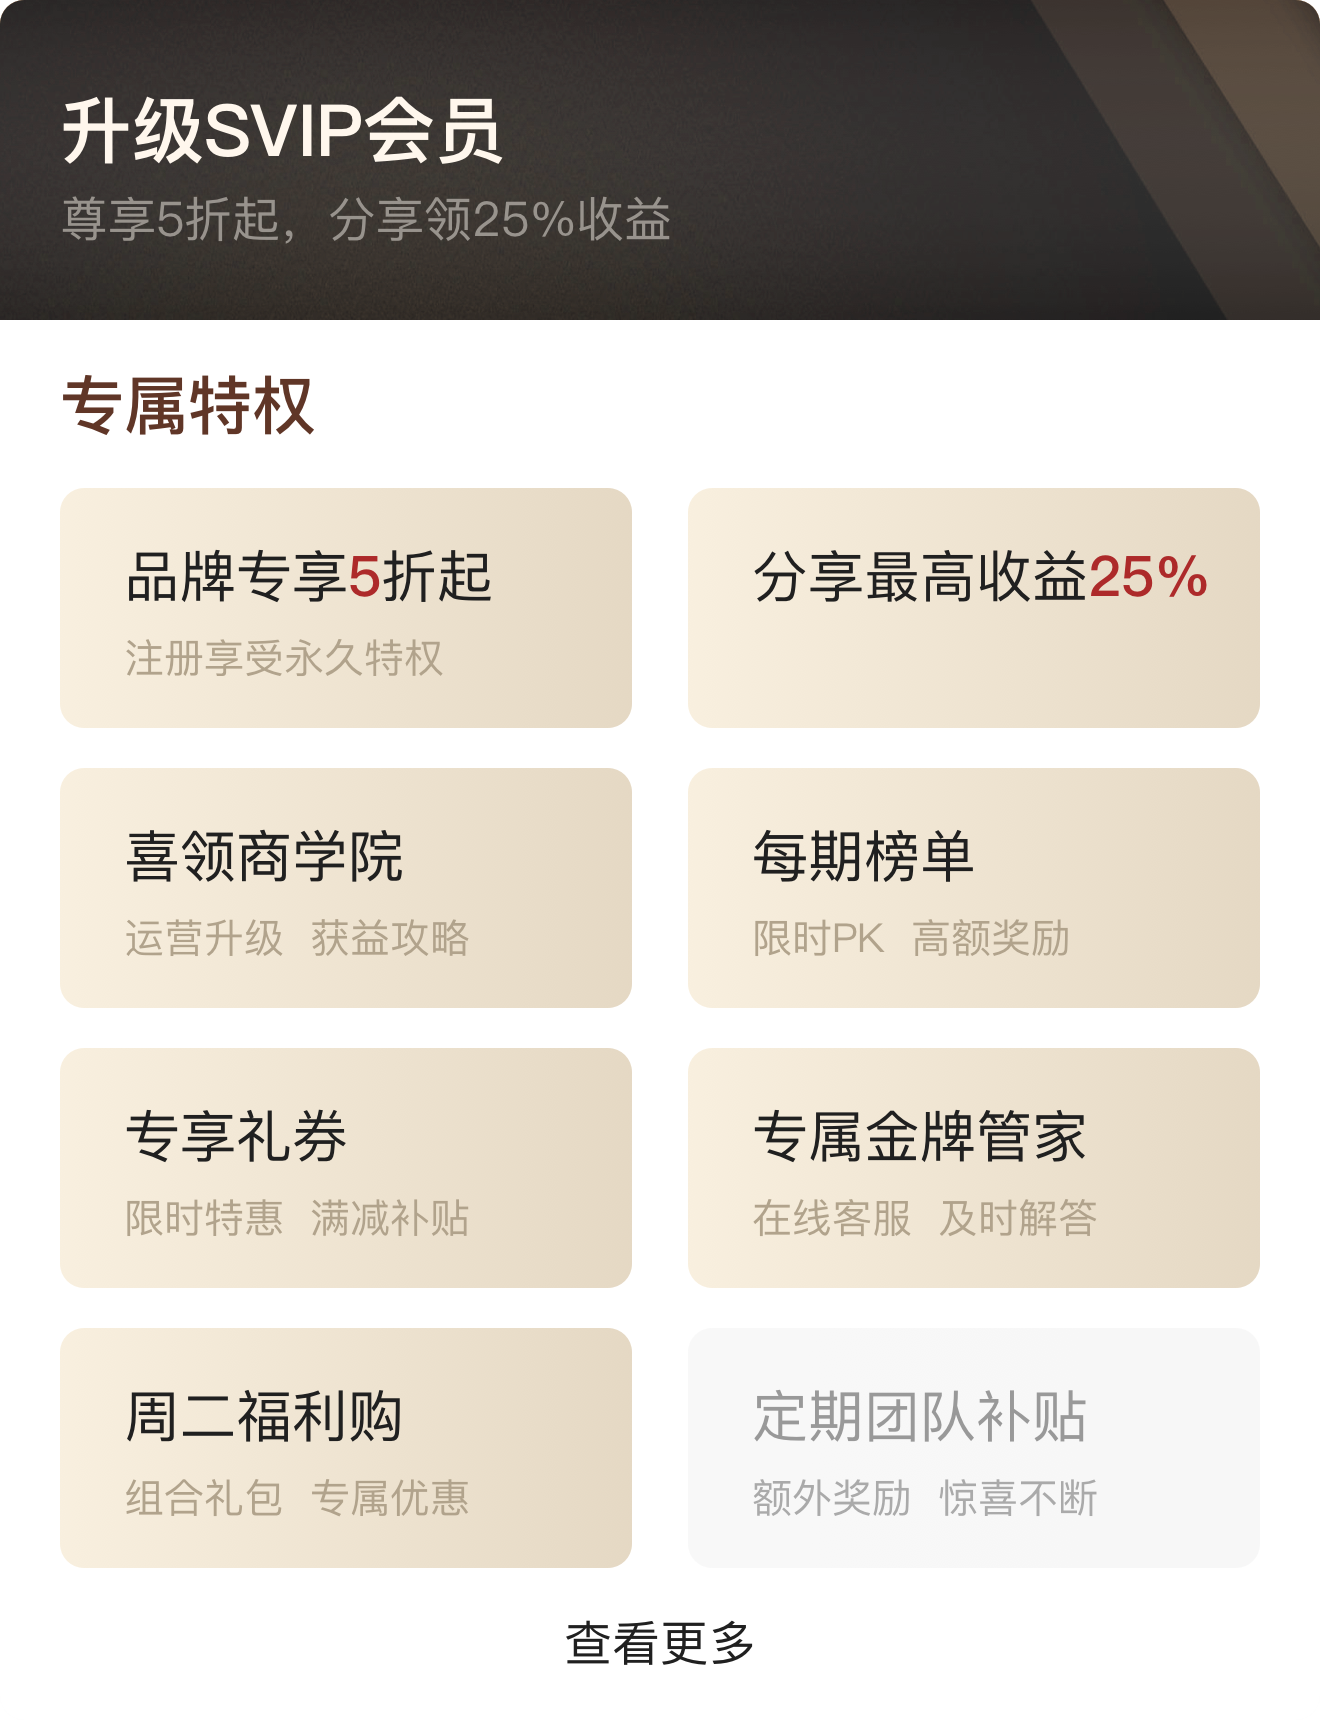 升级SVIP会员
尊享5折起，分享领25%收益
专属特权
品牌专享5折起
注册享受永久特权
分享最高收益25%
喜领商学院
运营升级 获益攻略
每期榜单
限时PK 高额奖励
专享礼券
限时特惠 满减补贴
专属金牌管家
在线客服 及时解答
周二福利购
组合礼包 专属优惠
定期团队补贴
额外奖励 惊喜不断
查看更多